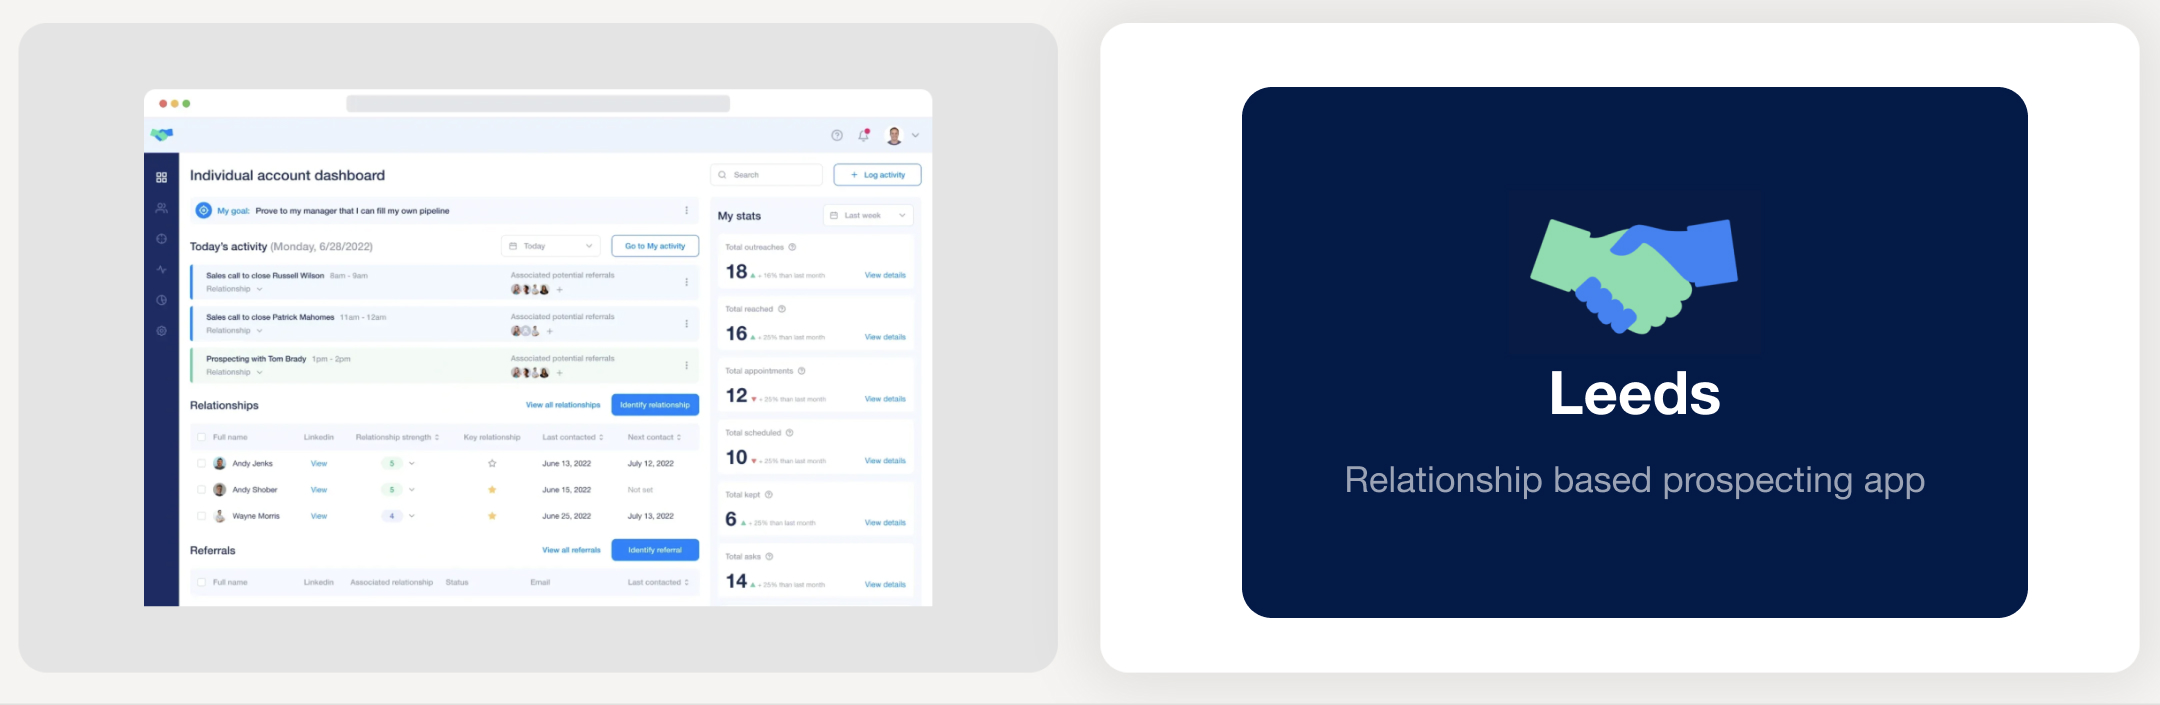 Individual account dashboard
Search
+ Log activity
My goal: Prove to my manager that I can fill my own pipeline
Today's activity (Monday, 6/28/2022)
Today
Go to My activity
Sales call to close Russell Wilson 8am - 9am
Relationship
Associated potential referrals
+
Sales call to close Patrick Mahomes 11am - 12am
Relationship
Associated potential referrals
+
Prospecting with Tom Brady 1pm - 2pm
Relationship
Associated potential referrals
+
Relationships
View all relationships
Identify relationship
Full name Linkedin Relationship strength Key relationship Last contacted Next contact
Andy Jenks View 5 June 13, 2022 July 12, 2022
Andy Shober View 5 June 15, 2022 Not set
Wayne Morris View 4 June 25, 2022 July 13, 2022
Referrals
View all referrals
Identify referral
Full name Linkedin Associated relationship Status Email Last contacted
My stats
Last week
Total outreaches
18 + 16% than last month View details
Total reached
16 + 25% than last month View details
Total appointments
12 + 25% than last month View details
Total scheduled
10 + 25% than last month View details
Total kept
6 + 25% than last month View details
Total asks
14 + 25% than last month View details
Leeds
Relationship based prospecting app